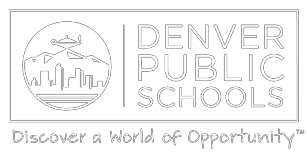 DENVER
PUBLIC
SCHOOLS
Discover a World of Opportunity™